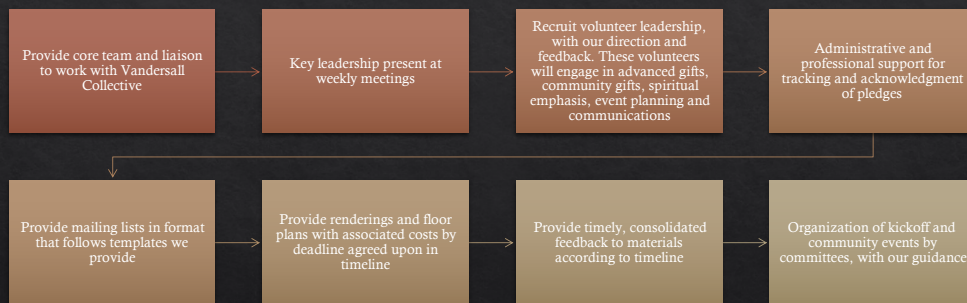 Provide core team and liaison
to work with Vandersall
Collective
Key leadership present at
weekly meetings
Recruit volunteer leadership,
with our direction and
feedback. These volunteers
will engage in advanced gifts,
community gifts, spiritual
emphasis, event planning and
communications
Administrative and
professional support for
tracking and acknowledgment
of pledges
Provide mailing lists in format
that follows templates we
provide
Provide renderings and floor
plans with associated costs by
deadline agreed upon in
timeline
Provide timely, consolidated
feedback to materials
according to timeline
Organization of kickoff and
community events by
committees, with our guidance